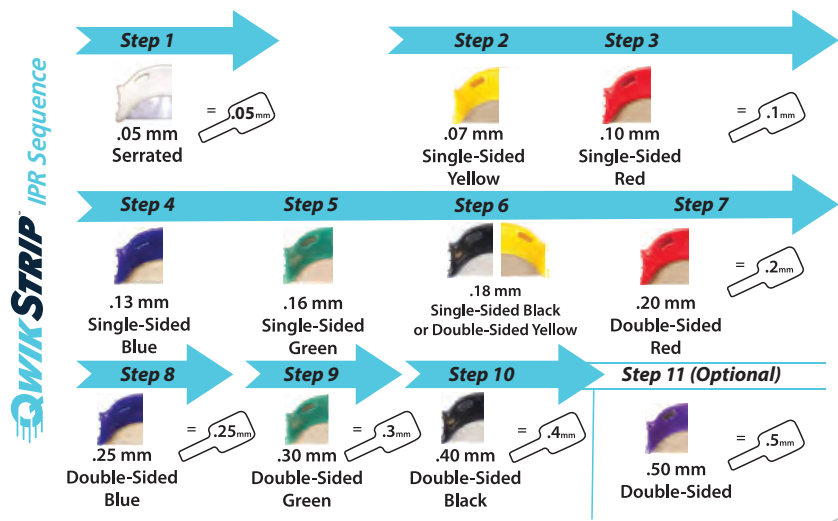 QWIKSTRIP™ IPR Sequence
Step 1
.05 mm
Serrated
= .05mm
Step 2
.07 mm
Single-Sided
Yellow
Step 3
.10 mm
Single-Sided
Red
= .1mm
Step 4
.13 mm
Single-Sided
Blue
Step 5
.16 mm
Single-Sided
Green
Step 6
.18 mm
Single-Sided Black
or Double-Sided Yellow
Step 7
.20 mm
Double-Sided
Red
= .2mm
Step 8
.25 mm
Double-Sided
Blue
= .25mm
Step 9
.30 mm
Double-Sided
Green
= .3mm
Step 10
.40 mm
Double-Sided
Black
= .4mm
Step 11 (Optional)
.50 mm
Double-Sided
= .5mm